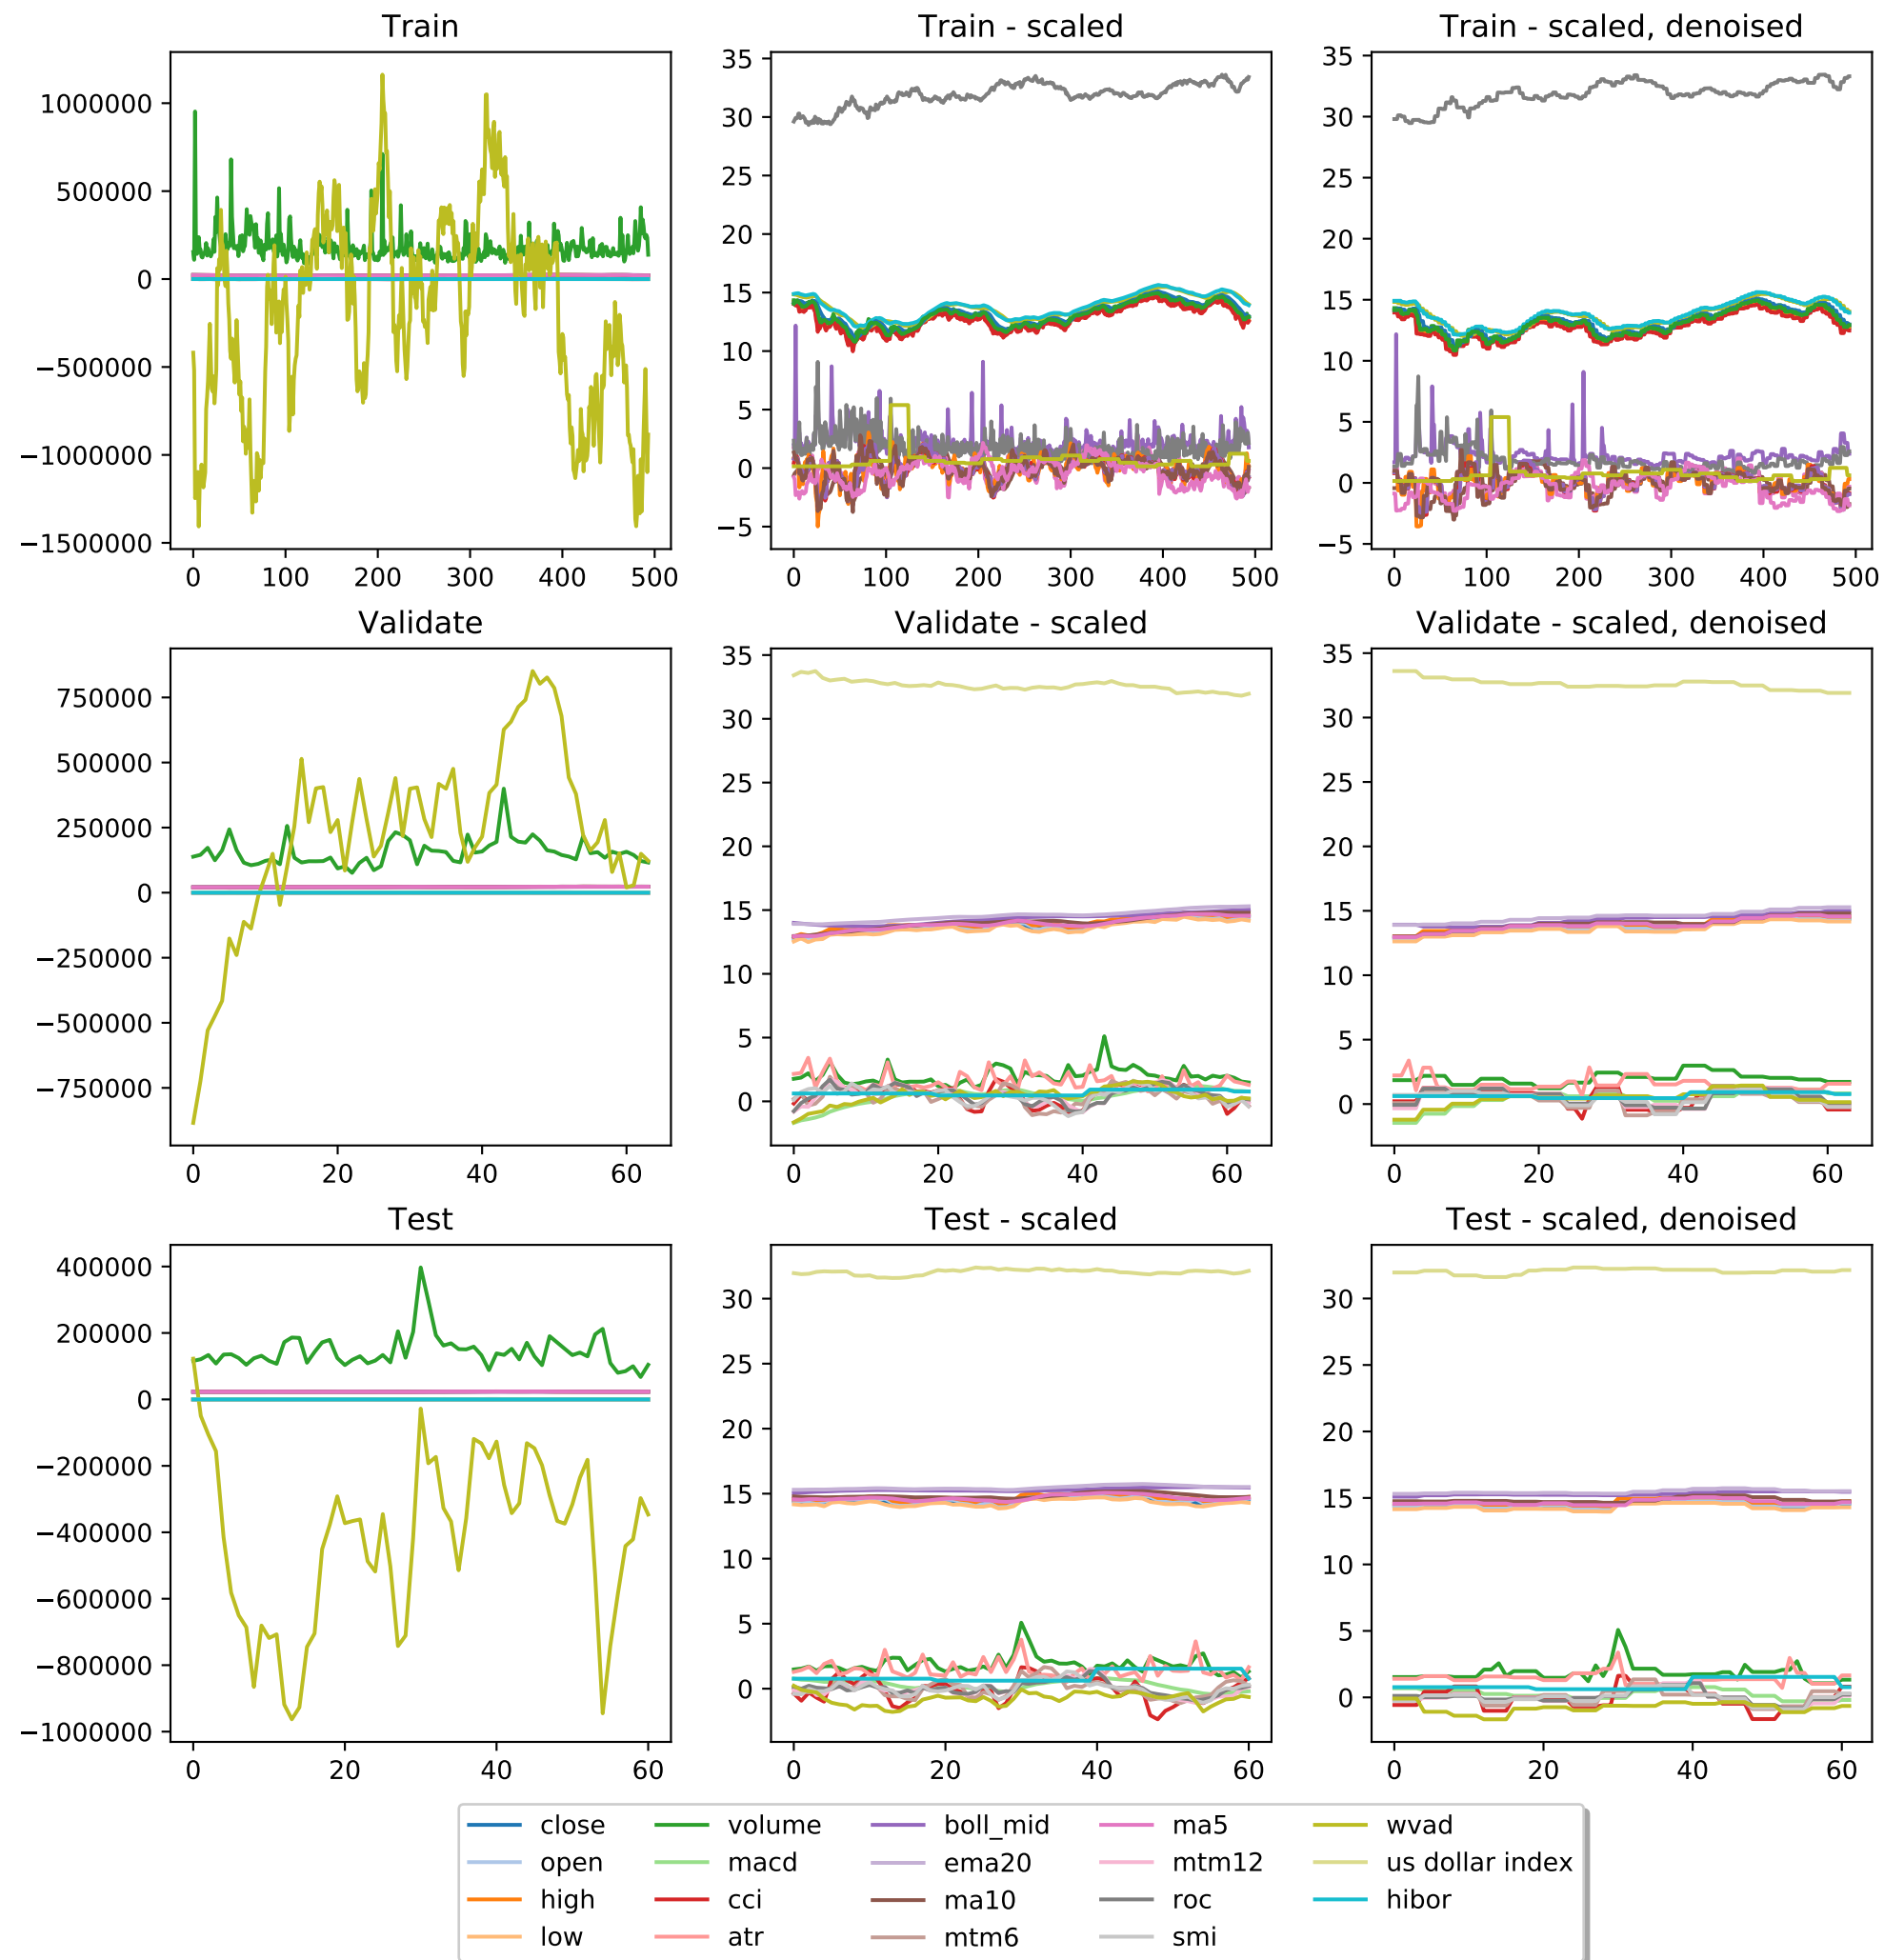 Train
Train - scaled
Train - scaled, denoised
1000000
500000
0
−500000
−1000000
−1500000
0 100 200 300 400 500
35
30
25
20
15
10
5
0
−5
0 100 200 300 400 500
35
30
25
20
15
10
5
0
−5
0 100 200 300 400 500
Validate
Validate - scaled
Validate - scaled, denoised
750000
500000
250000
0
−250000
−500000
−750000
0 20 40 60
35
30
25
20
15
10
5
0
0 20 40 60
35
30
25
20
15
10
5
0
0 20 40 60
Test
Test - scaled
Test - scaled, denoised
400000
200000
0
−200000
−400000
−600000
−800000
−1000000
0 20 40 60
30
25
20
15
10
5
0
0 20 40 60
30
25
20
15
10
5
0
0 20 40 60
close
open
high
low
volume
macd
cci
atr
boll_mid
ema20
ma10
mtm6
ma5
mtm12
roc
smi
wvad
us dollar index
hibor